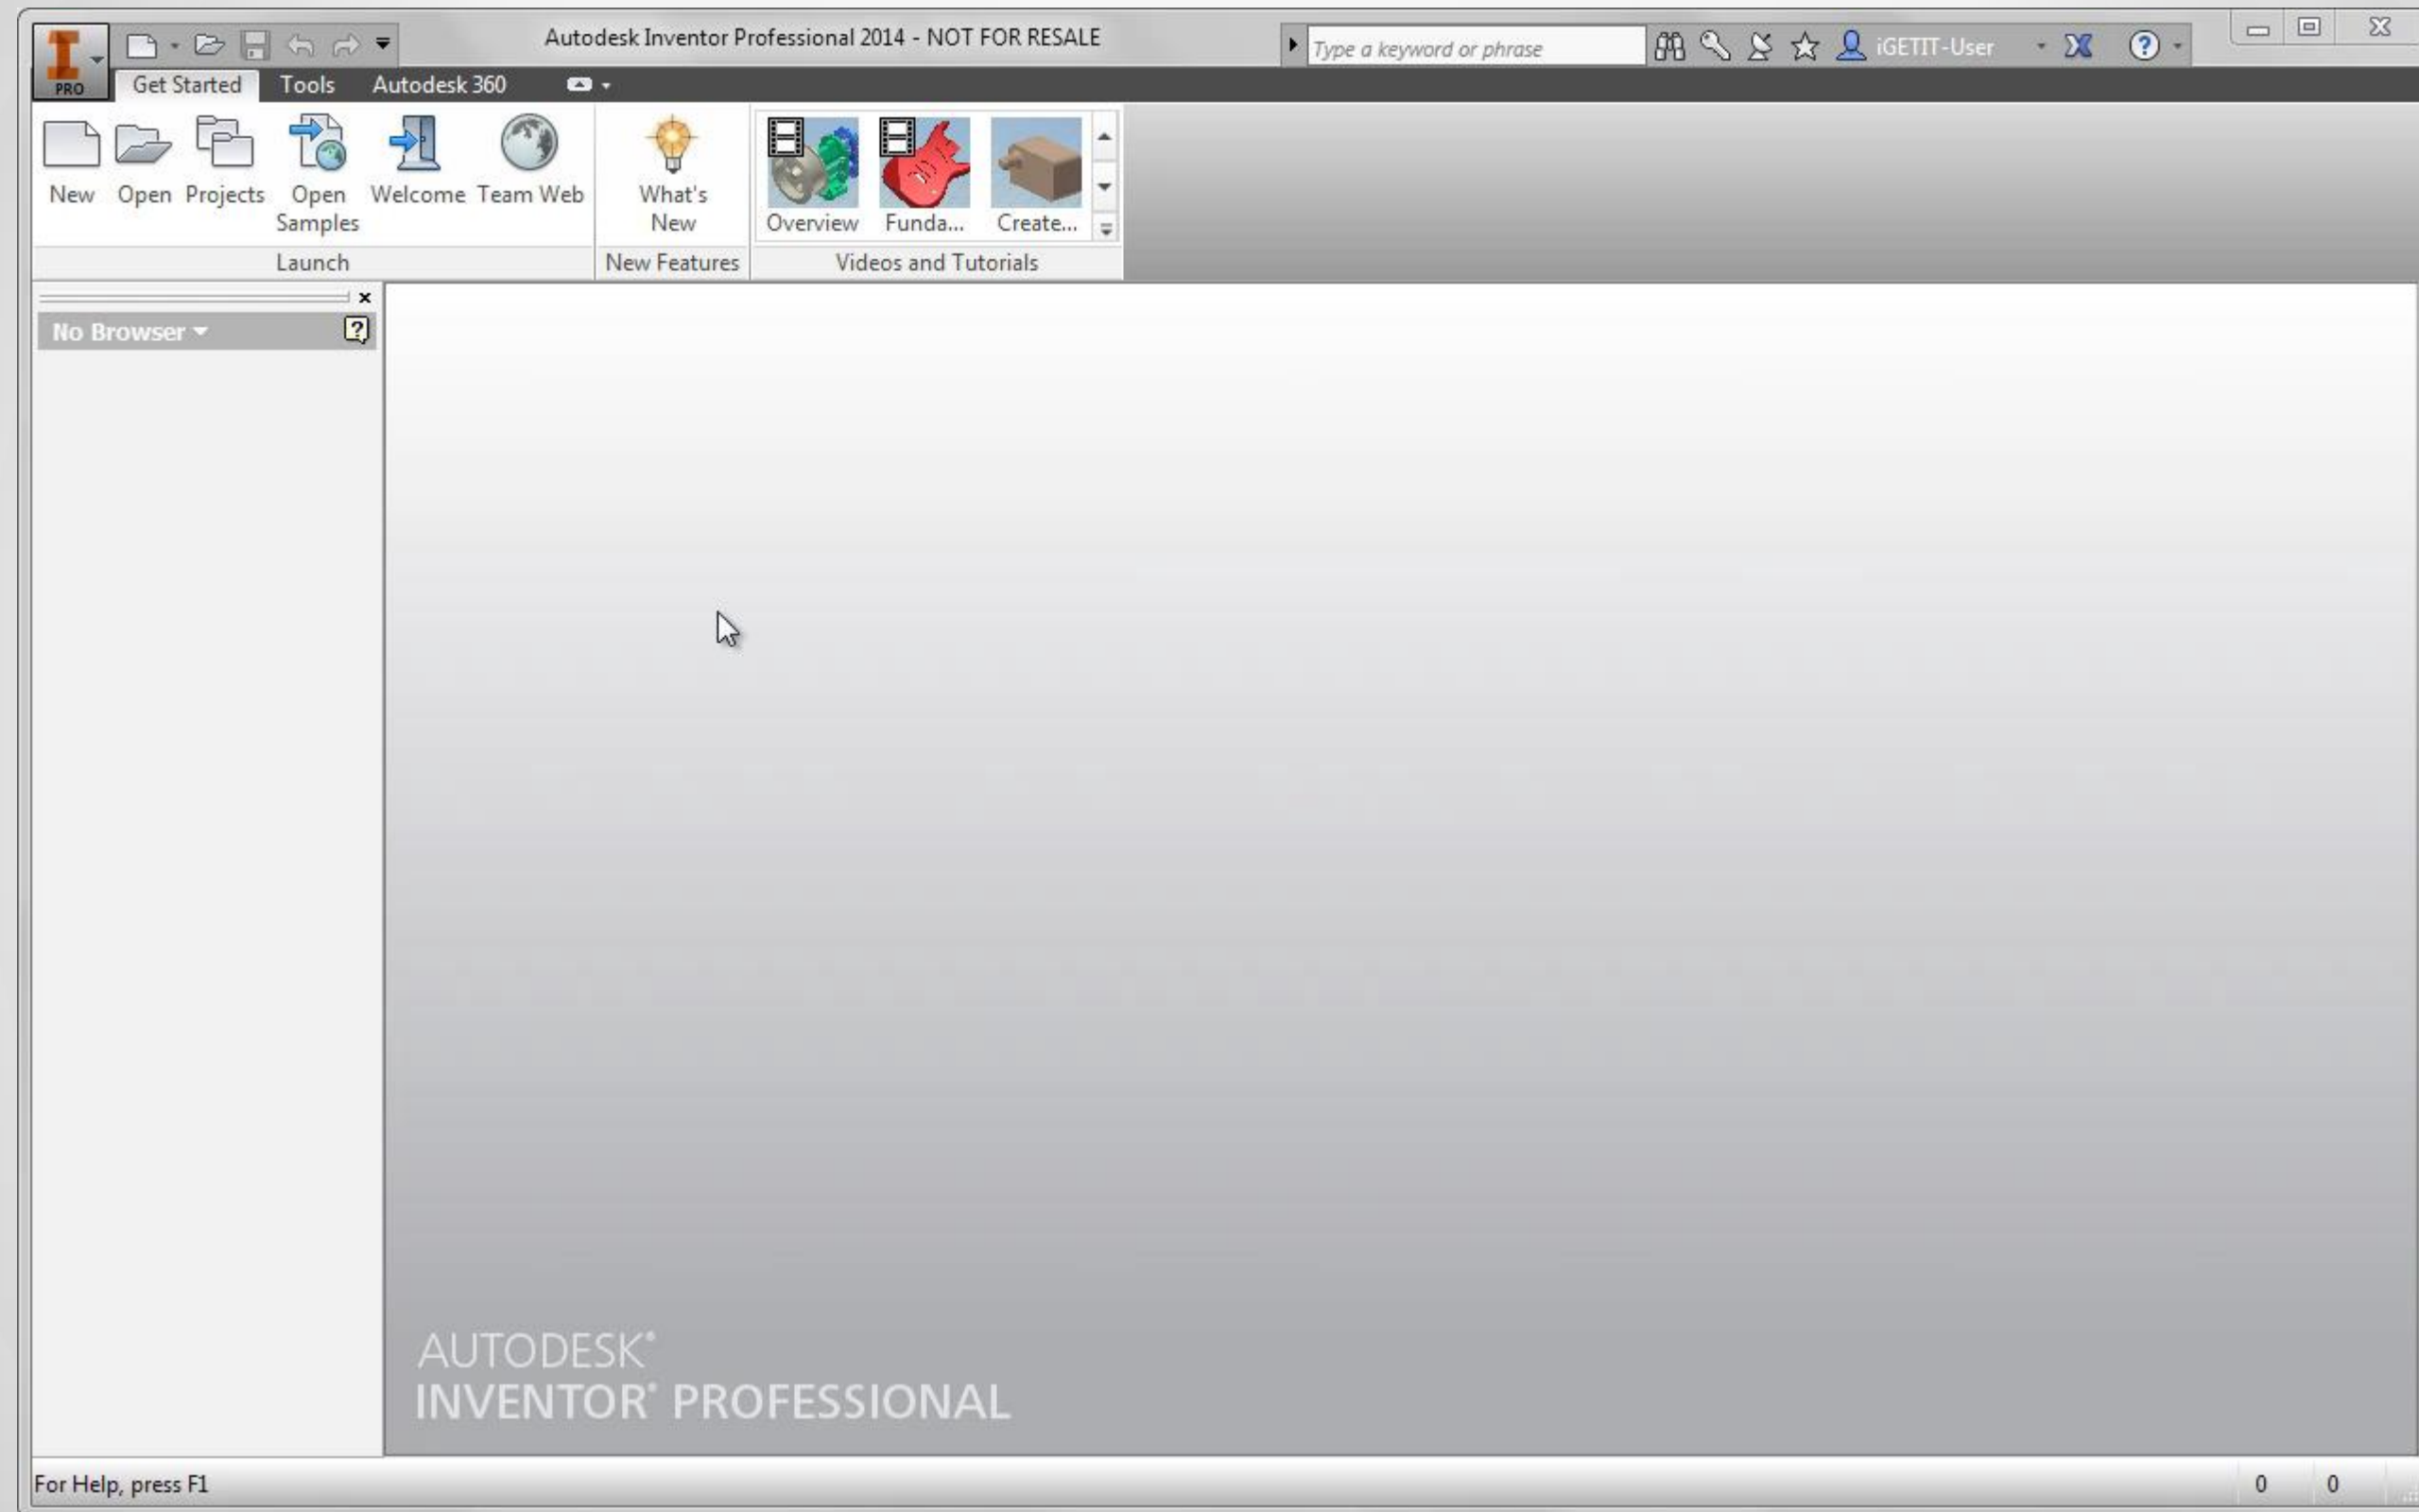 Autodesk Inventor Professional 2014 - NOT FOR RESALE
Type a keyword or phrase
iGETIT-User
PRO
Get Started Tools Autodesk 360
New Open Projects Open Samples Welcome Team Web
What's New
Overview Funda... Create...
Launch New Features Videos and Tutorials
No Browser
AUTODESK®
INVENTOR® PROFESSIONAL
For Help, press F1
0 0